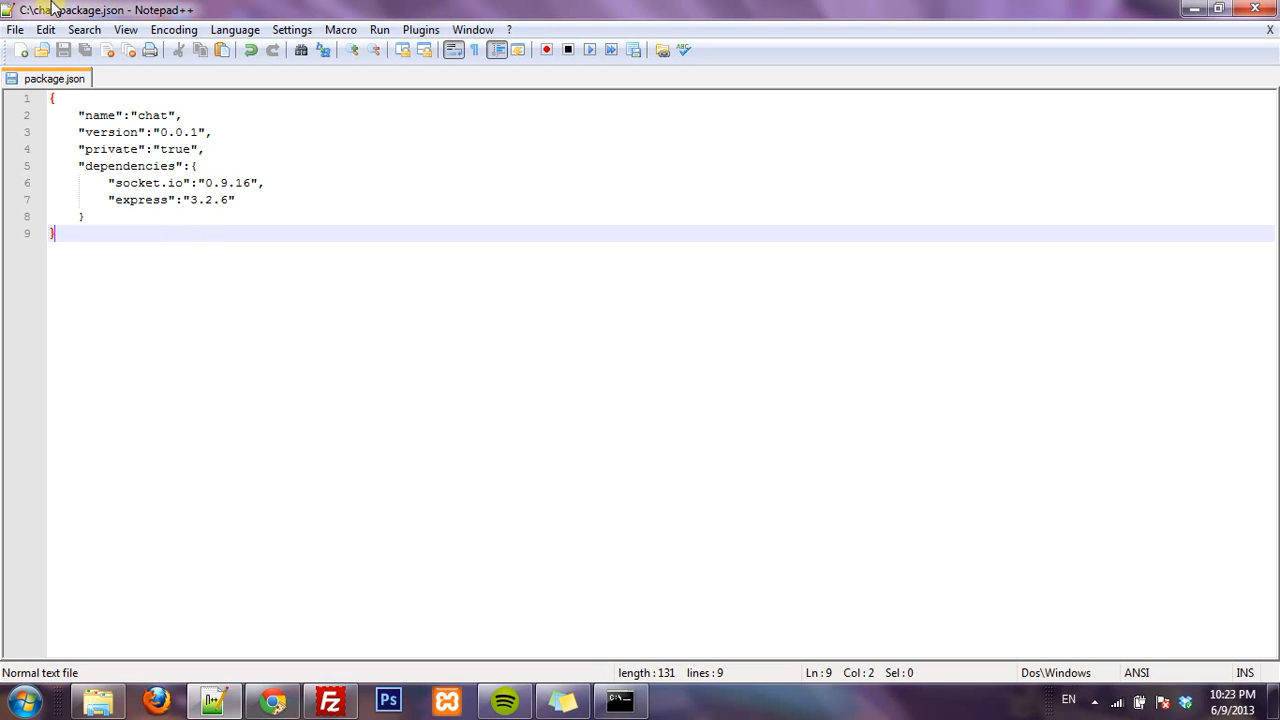 C:\cha package.json - Notepad++
File Edit Search View Encoding Language Settings Macro Run Plugins Window ? X
package.json
1 {
2 "name":"chat",
3 "version":"0.0.1",
4 "private":"true",
5 "dependencies":{
6 "socket.io":"0.9.16",
7 "express":"3.2.6"
8 }
9 }
Normal text file length : 131 lines : 9 Ln : 9 Col : 2 Sel : 0 Dos\Windows ANSI INS
n++ Fz Ps C:\ EN 10:23 PM
6/9/2013